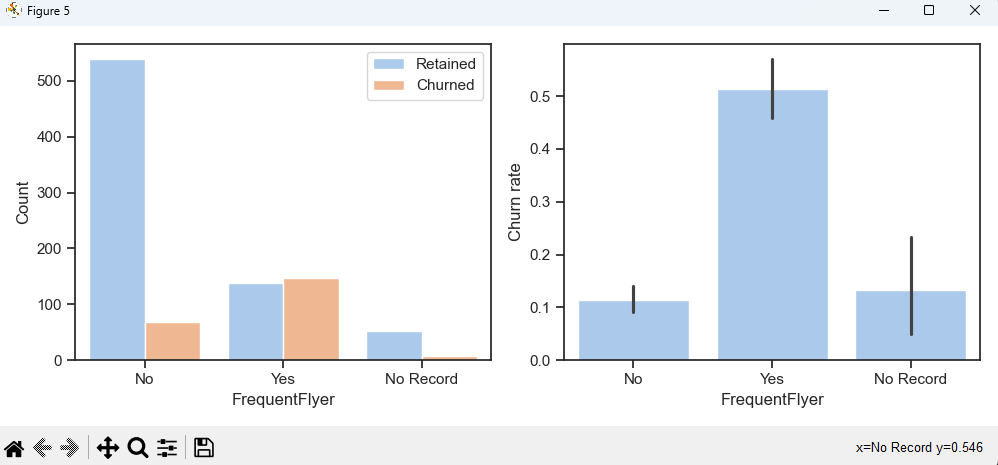 Figure 5
Retained
Churned
500
400
300
200
100
0
Count
No
Yes
No Record
FrequentFlyer
0.5
0.4
0.3
0.2
0.1
0.0
Churn rate
No
Yes
No Record
FrequentFlyer
x=No Record y=0.546